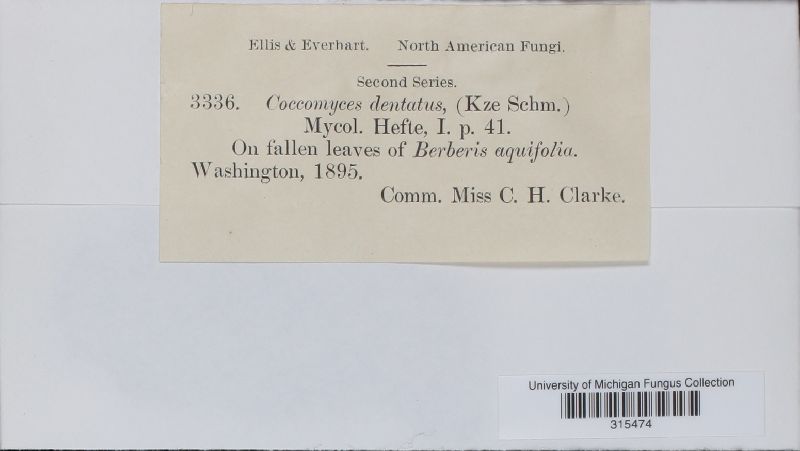 Ellis & Everhart. North American Fungi.
Second Series.
3336. Coccomyces dentatus, (Kze Schm.)
Mycol. Hefte, I. p. 41.
On fallen leaves of Berberis aquifolia.
Washington, 1895.
Comm. Miss C. H. Clarke.
University of Michigan Fungus Collection
315474